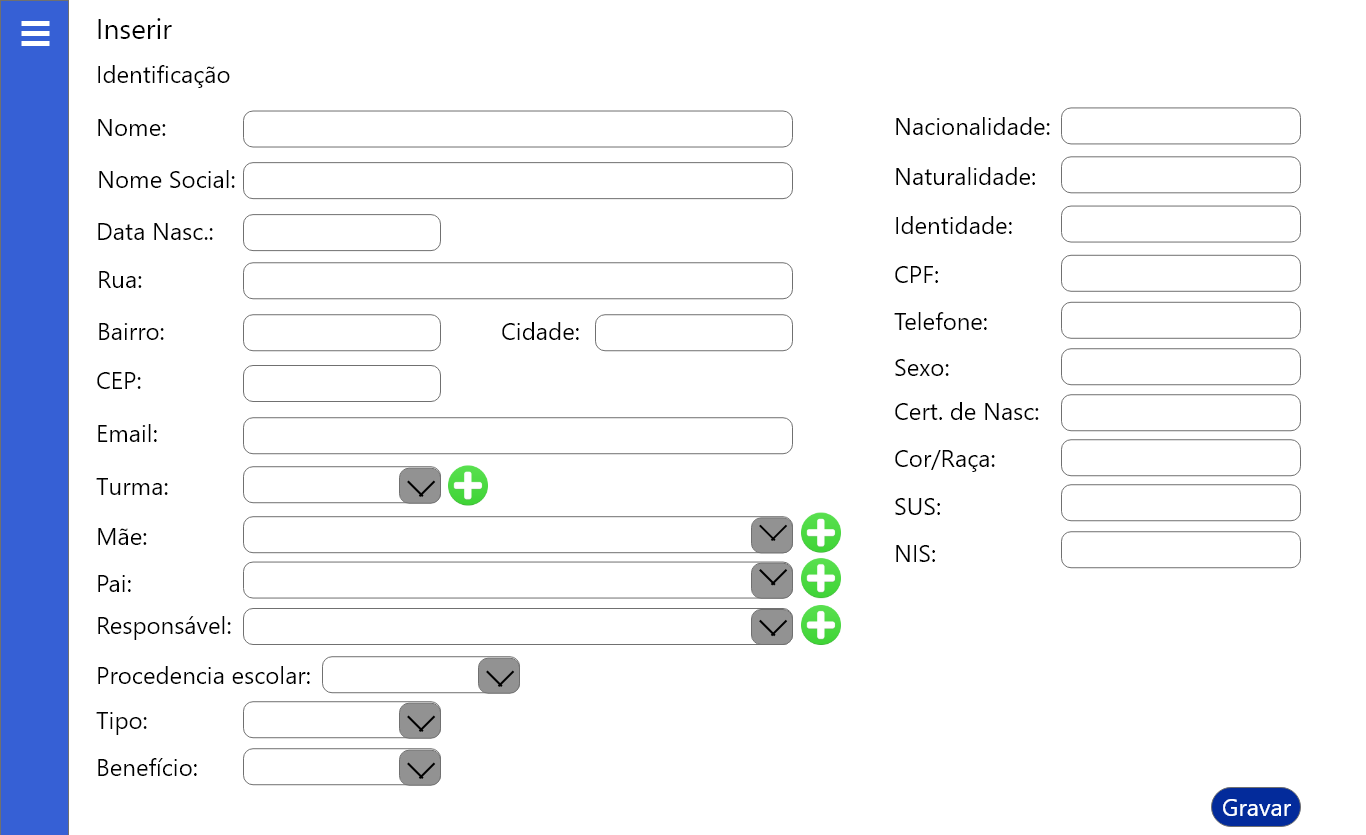 Inserir
Identificação
Nome:
Nome Social:
Data Nasc.:
Rua:
Bairro:
Cidade:
CEP:
Email:
Turma:
Mãe:
Pai:
Responsável:
Procedencia escolar:
Tipo:
Benefício:
Nacionalidade:
Naturalidade:
Identidade:
CPF:
Telefone:
Sexo:
Cert. de Nasc:
Cor/Raça:
SUS:
NIS:
Gravar